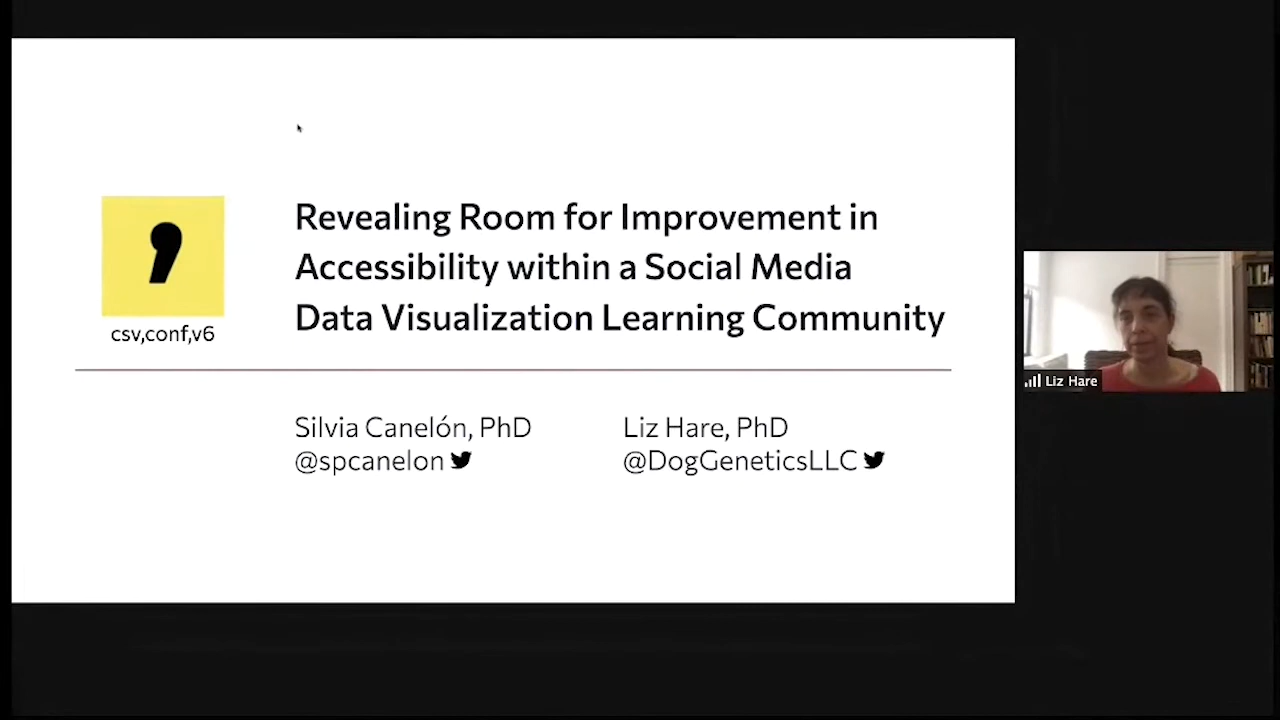 Revealing Room for Improvement in
Accessibility within a Social Media
Data Visualization Learning Community
,
csv,conf,v6
Silvia Canelón, PhD
@spcanelon
Liz Hare, PhD
@DogGeneticsLLC
Liz Hare